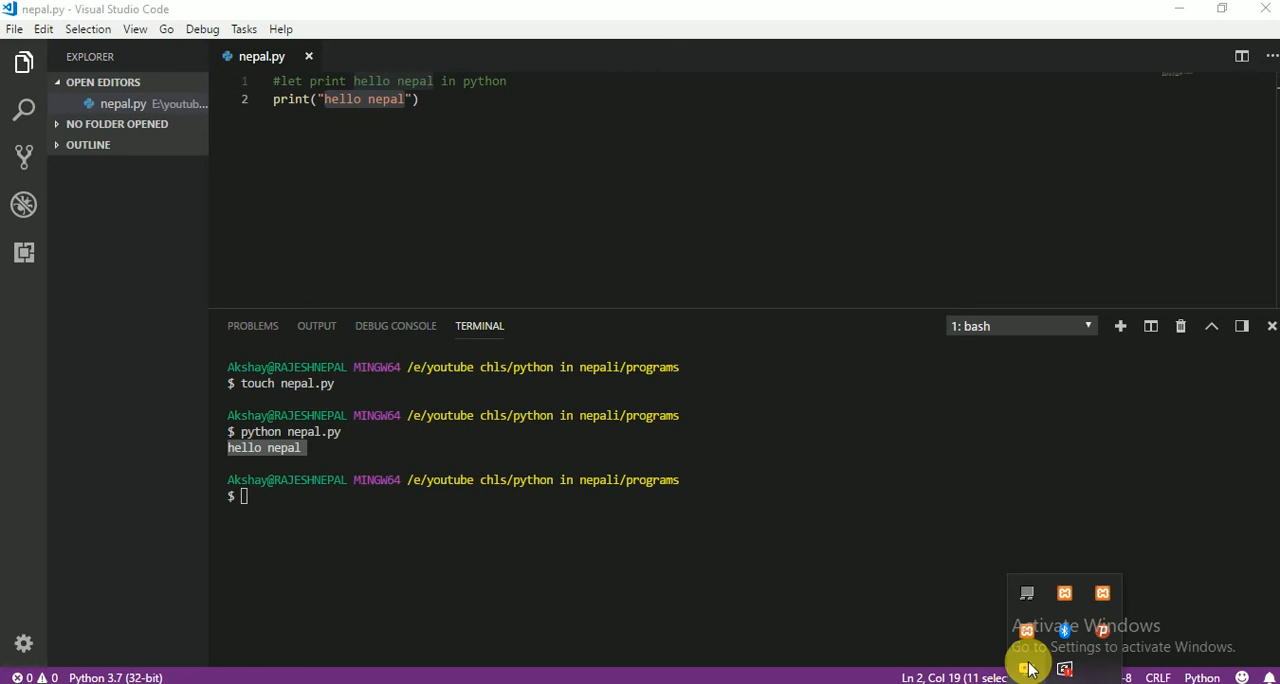 nepal.py - Visual Studio Code
File Edit Selection View Go Debug Tasks Help
EXPLORER
OPEN EDITORS
nepal.py E\youtub...
NO FOLDER OPENED
OUTLINE
nepal.py
1 #let print hello nepal in python
2 print("hello nepal")
PROBLEMS OUTPUT DEBUG CONSOLE TERMINAL
1: bash
Akshay@RAJESHNEPAL MINGW64 /e/youtube chls/python in nepali/programs
$ touch nepal.py
Akshay@RAJESHNEPAL MINGW64 /e/youtube chls/python in nepali/programs
$ python nepal.py
hello nepal
Akshay@RAJESHNEPAL MINGW64 /e/youtube chls/python in nepali/programs
$
Activate Windows
Go to Settings to activate Windows.
0 0 Python 3.7 (32-bit) Ln 2, Col 19 (11 selec -8 CRLF Python